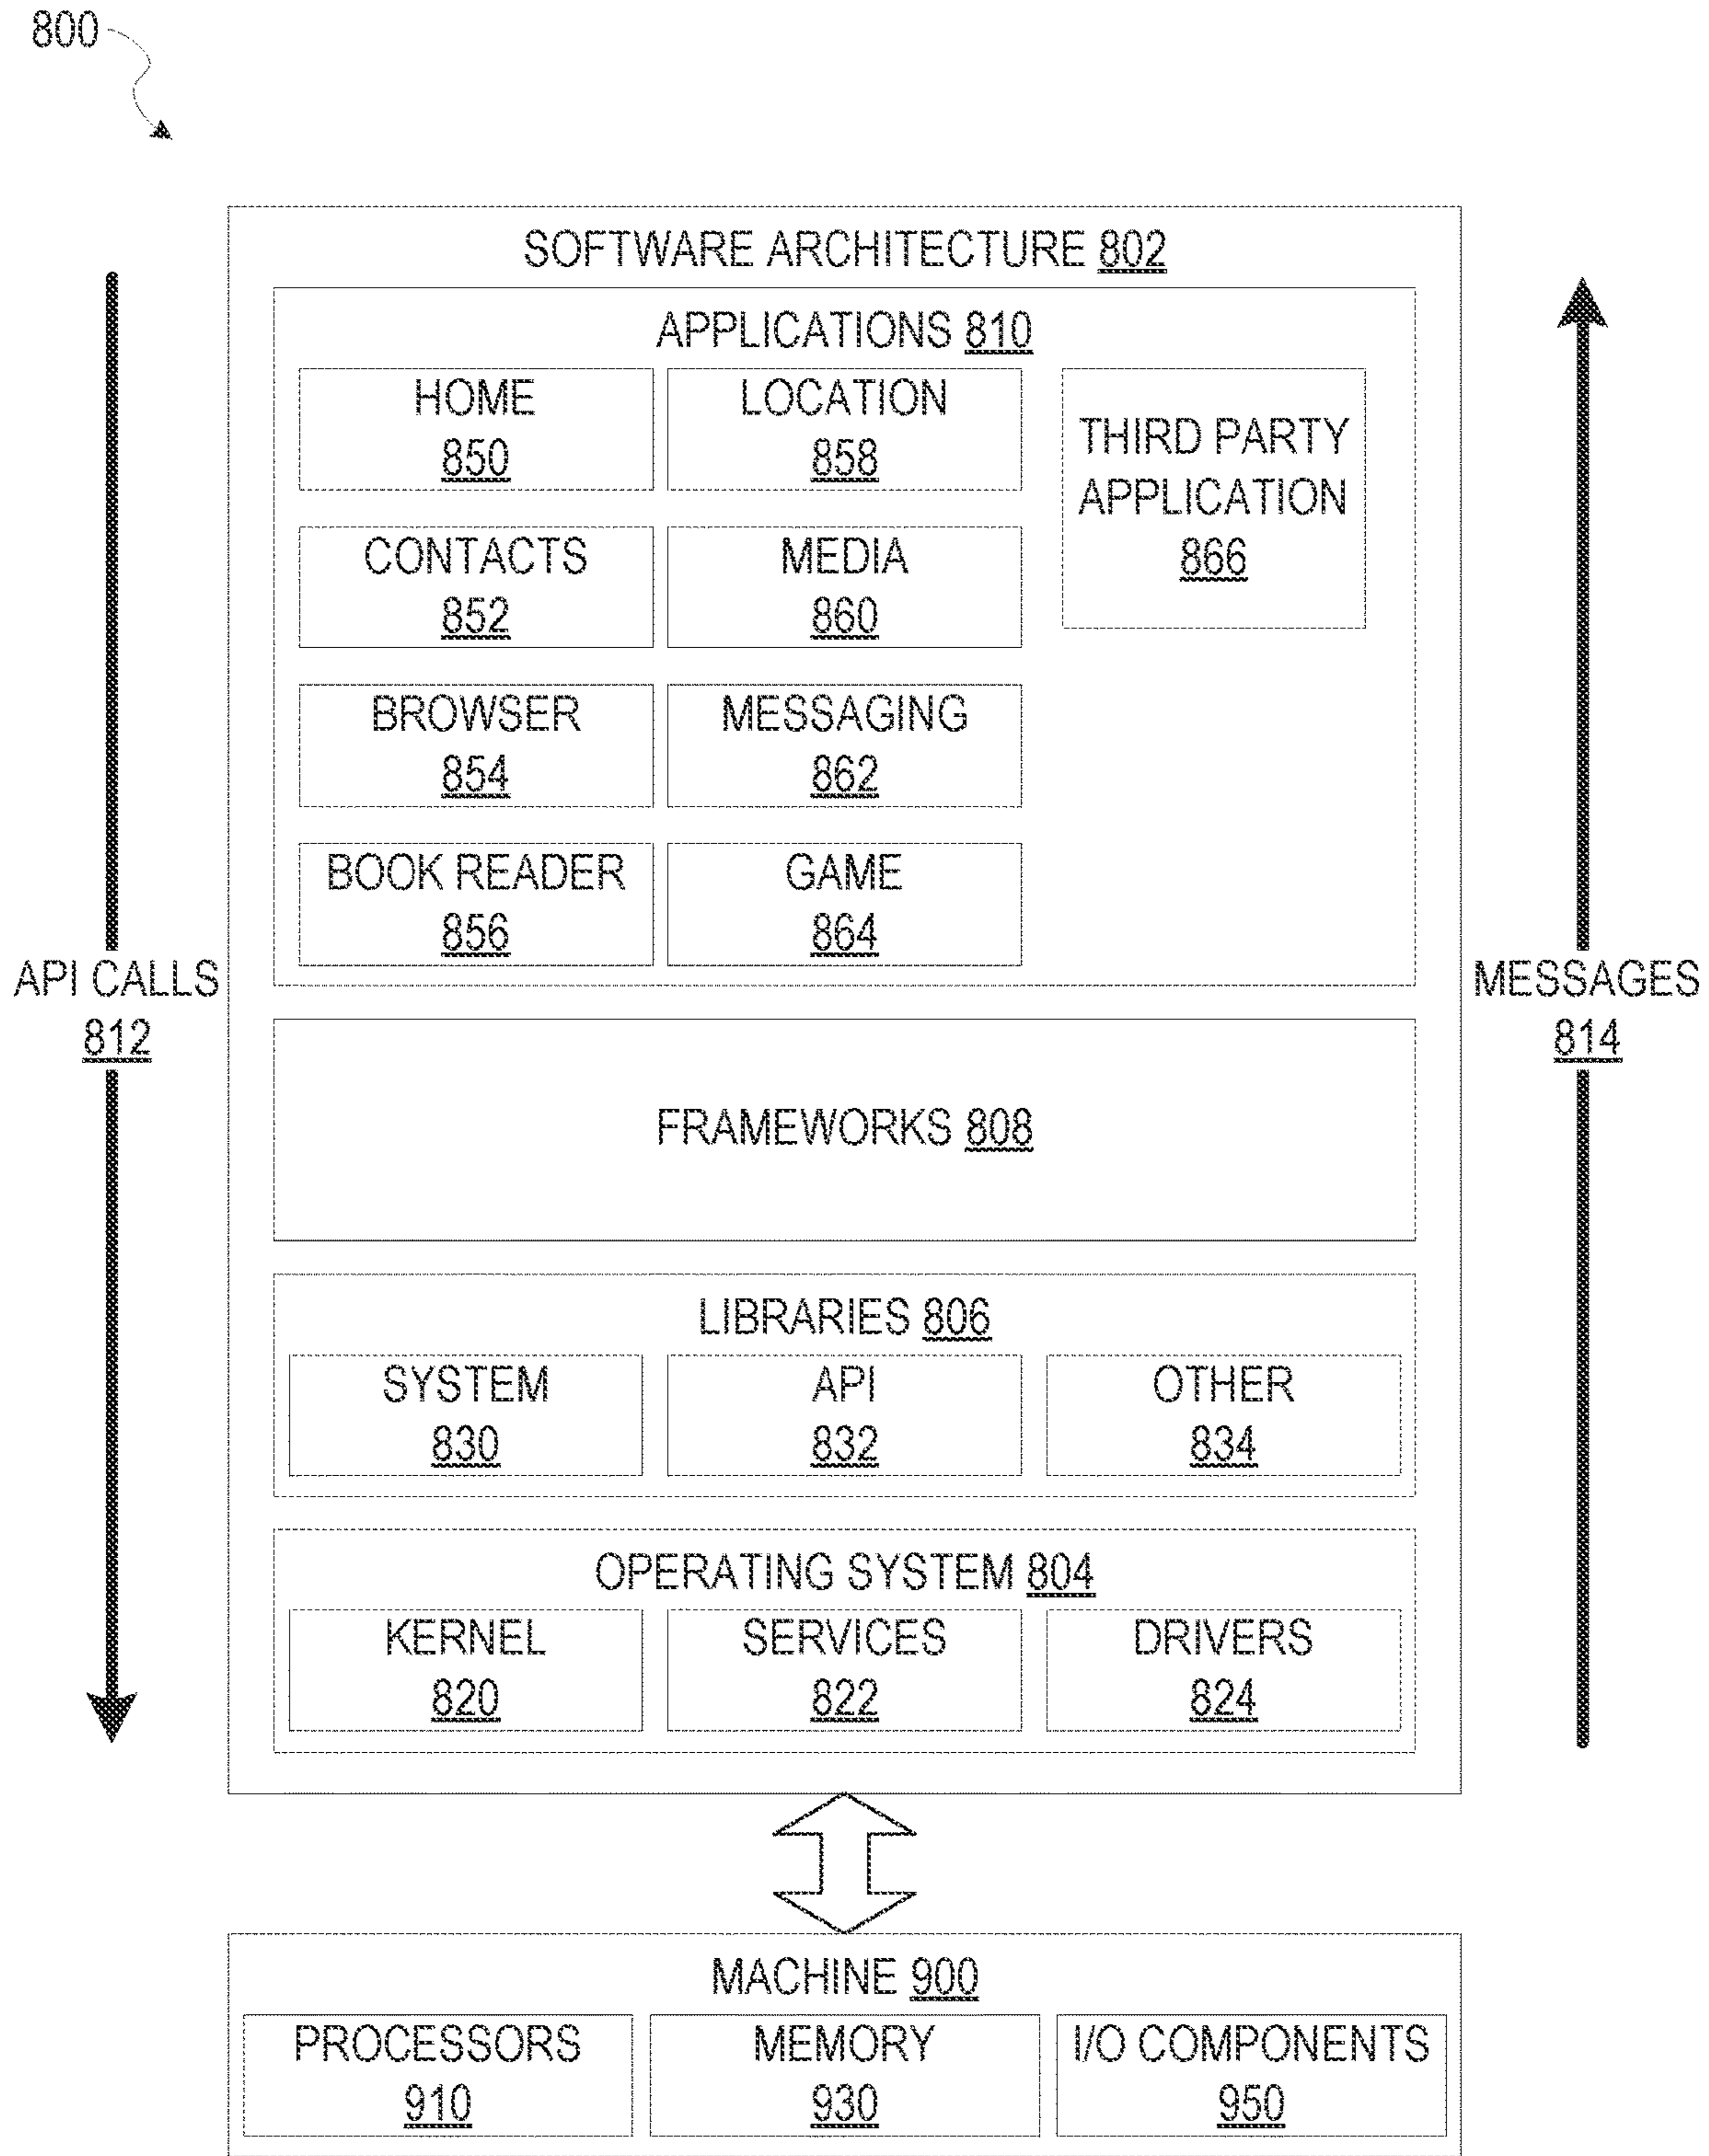 800
SOFTWARE ARCHITECTURE 802
APPLICATIONS 810
HOME
850
LOCATION
858
THIRD PARTY
APPLICATION
866
CONTACTS
852
MEDIA
860
BROWSER
854
MESSAGING
862
BOOK READER
856
GAME
864
API CALLS
812
MESSAGES
814
FRAMEWORKS 808
LIBRARIES 806
SYSTEM
830
API
832
OTHER
834
OPERATING SYSTEM 804
KERNEL
820
SERVICES
822
DRIVERS
824
MACHINE 900
PROCESSORS
910
MEMORY
930
I/O COMPONENTS
950